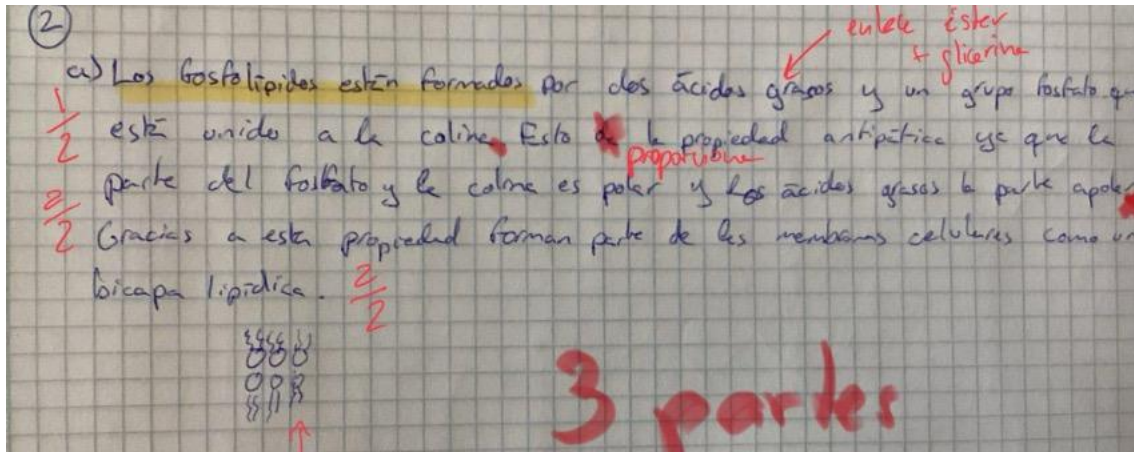 2
enlace éster
+ glicerina
a) Los fosfolípidos están formados por dos ácidos grasos y un grupo fosfato que
1/2 está unido a la colina. Esto la propiedad antipática ya que la
proporciona
parte del fosfato y la colina es polar y los ácidos grasos la parte apolar
2/2 Gracias a esta propiedad forman parte de las membranas celulares como un
bicapa lipídica. 2/2
3 partes